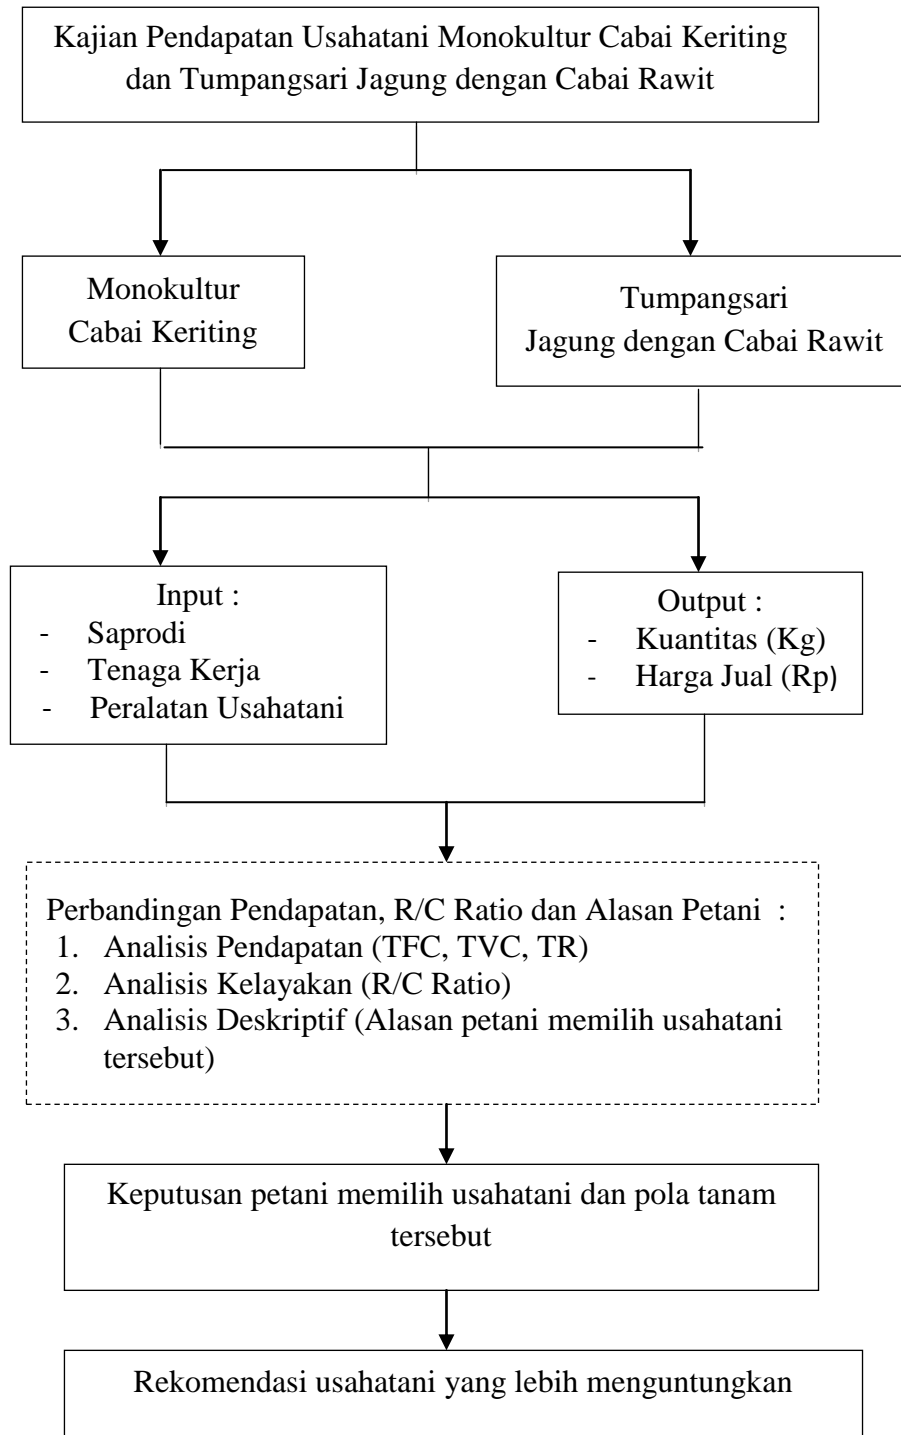 Kajian Pendapatan Usahatani Monokultur Cabai Keriting
dan Tumpangsari Jagung dengan Cabai Rawit
Monokultur
Cabai Keriting
Tumpangsari
Jagung dengan Cabai Rawit
Input :
- Saprodi
- Tenaga Kerja
- Peralatan Usahatani
Output :
- Kuantitas (Kg)
- Harga Jual (Rp)
Perbandingan Pendapatan, R/C Ratio dan Alasan Petani :
1. Analisis Pendapatan (TFC, TVC, TR)
2. Analisis Kelayakan (R/C Ratio)
3. Analisis Deskriptif (Alasan petani memilih usahatani
tersebut)
Keputusan petani memilih usahatani dan pola tanam
tersebut
Rekomendasi usahatani yang lebih menguntungkan